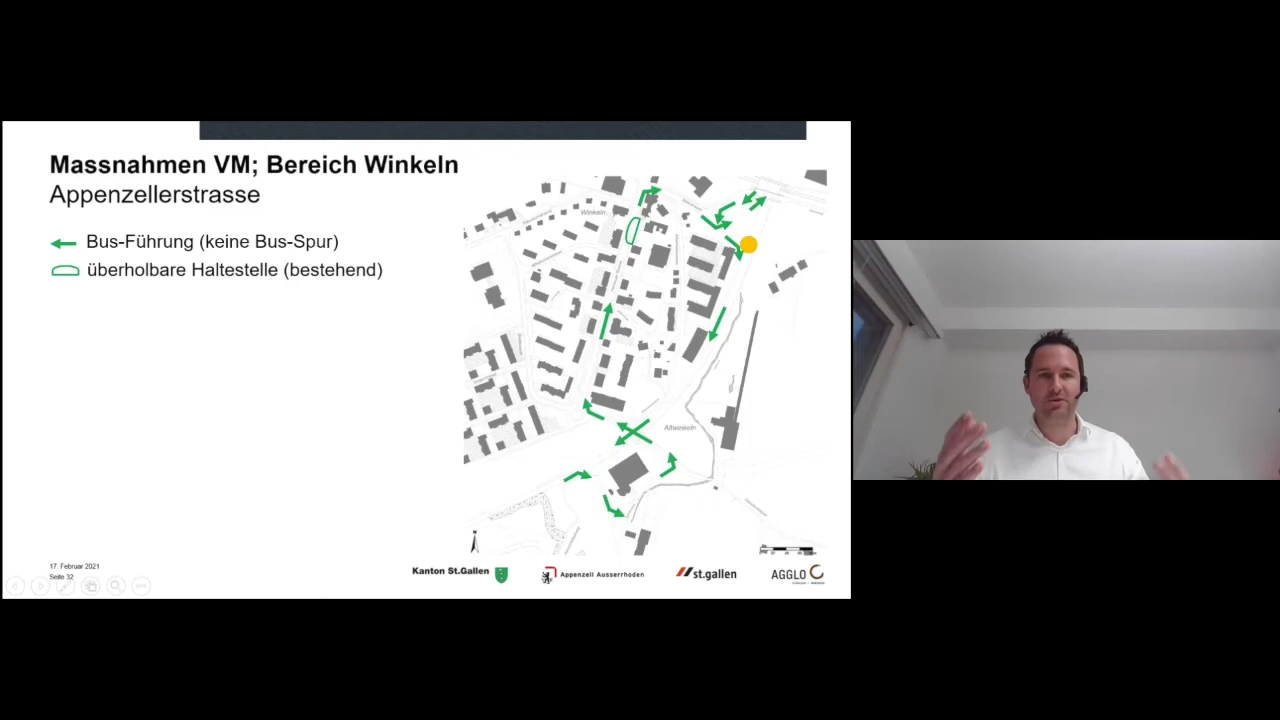 Massnahmen VM; Bereich Winkeln
Appenzellerstrasse
Bus-Führung (keine Bus-Spur)
überholbare Haltestelle (bestehend)
Winkeln
Altwinkeln
17. Februar 2021
Seite 32
Kanton St.Gallen
Appenzell Ausserrhoden
st.gallen
AGGLO